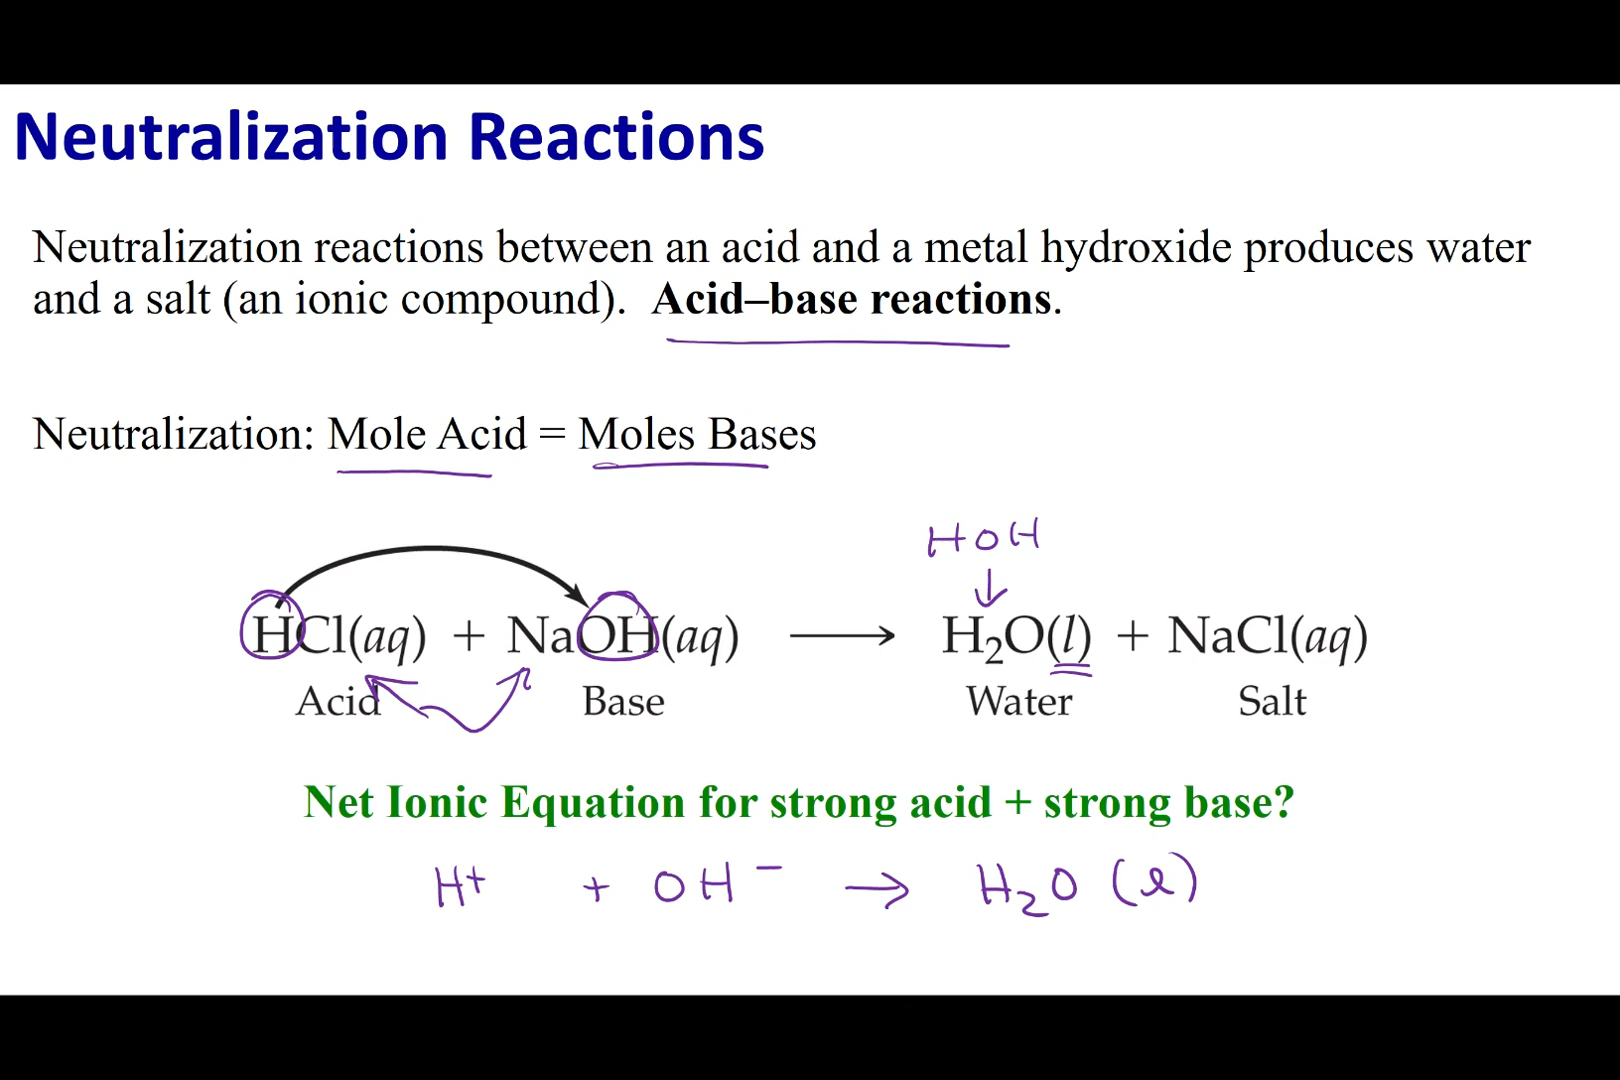 Neutralization Reactions
Neutralization reactions between an acid and a metal hydroxide produces water
and a salt (an ionic compound).  Acid–base reactions.
Neutralization: Mole Acid = Moles Bases
HOH
HCl(aq) + NaOH(aq) ⟶ H₂O(l) + NaCl(aq)
Acid Base Water Salt
Net Ionic Equation for strong acid + strong base?
H⁺ + OH⁻ → H₂O (l)